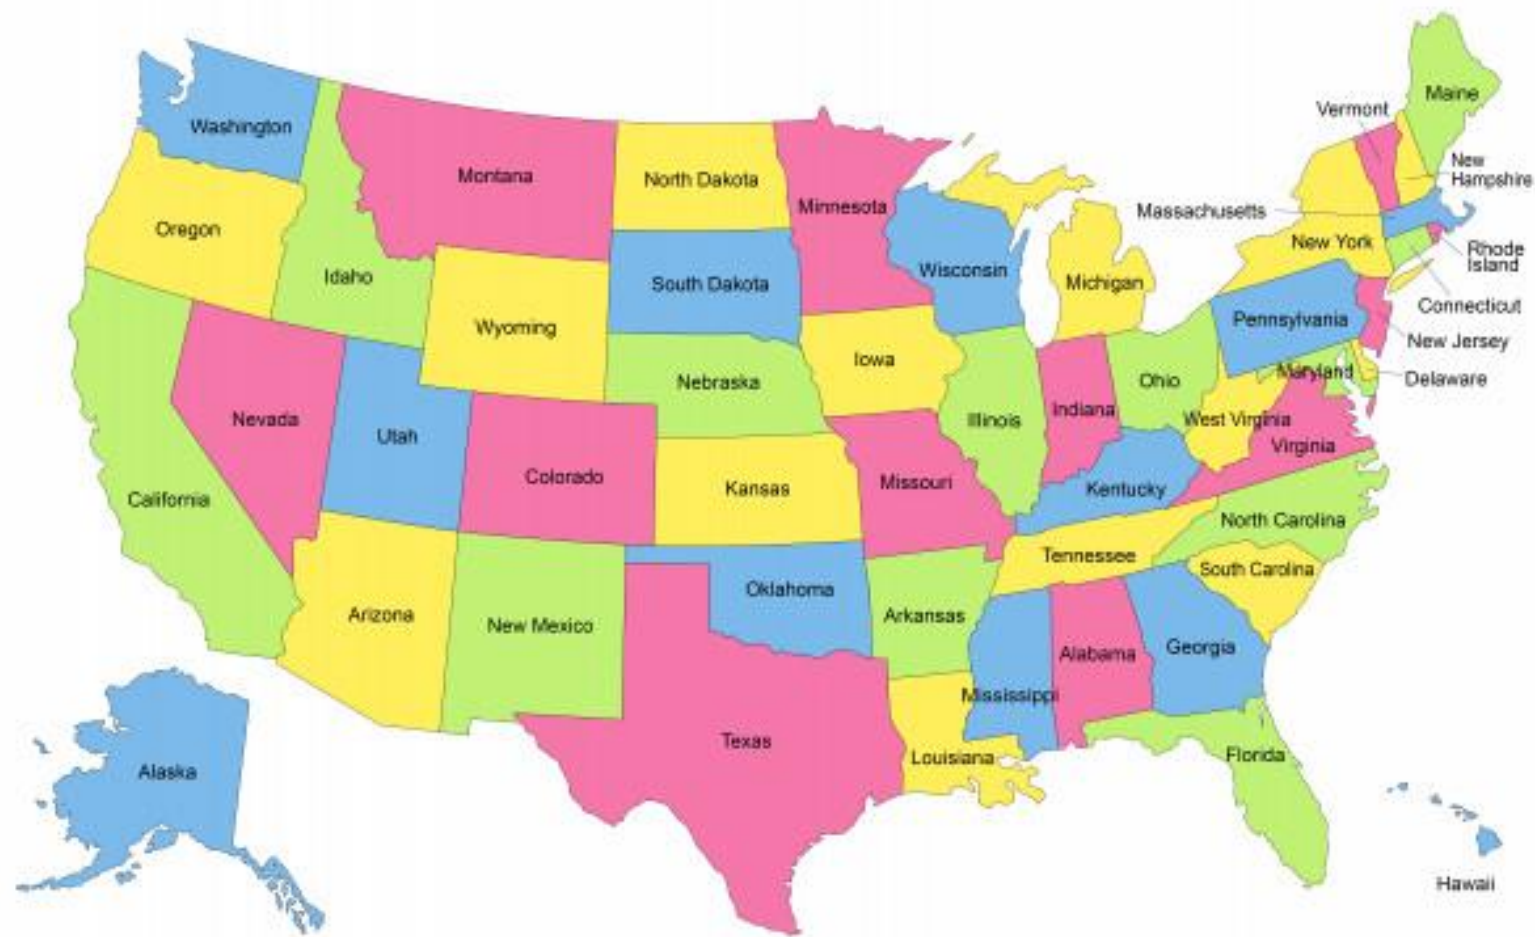 Maine
Vermont
Washington
New
Hampshire
Montana
North Dakota
Minnesota
Massachusetts
Oregon
New York
Rhode
Island
Idaho
Wisconsin
South Dakota
Michigan
Connecticut
Wyoming
Pennsylvania
New Jersey
Iowa
Maryland
Delaware
Nebraska
Ohio
Nevada
Illinois
Indiana
West Virginia
Utah
Virginia
Colorado
Missouri
Kansas
Kentucky
California
North Carolina
Tennessee
South Carolina
Oklahoma
Arizona
New Mexico
Arkansas
Georgia
Alabama
Mississippi
Texas
Louisiana
Florida
Alaska
Hawaii